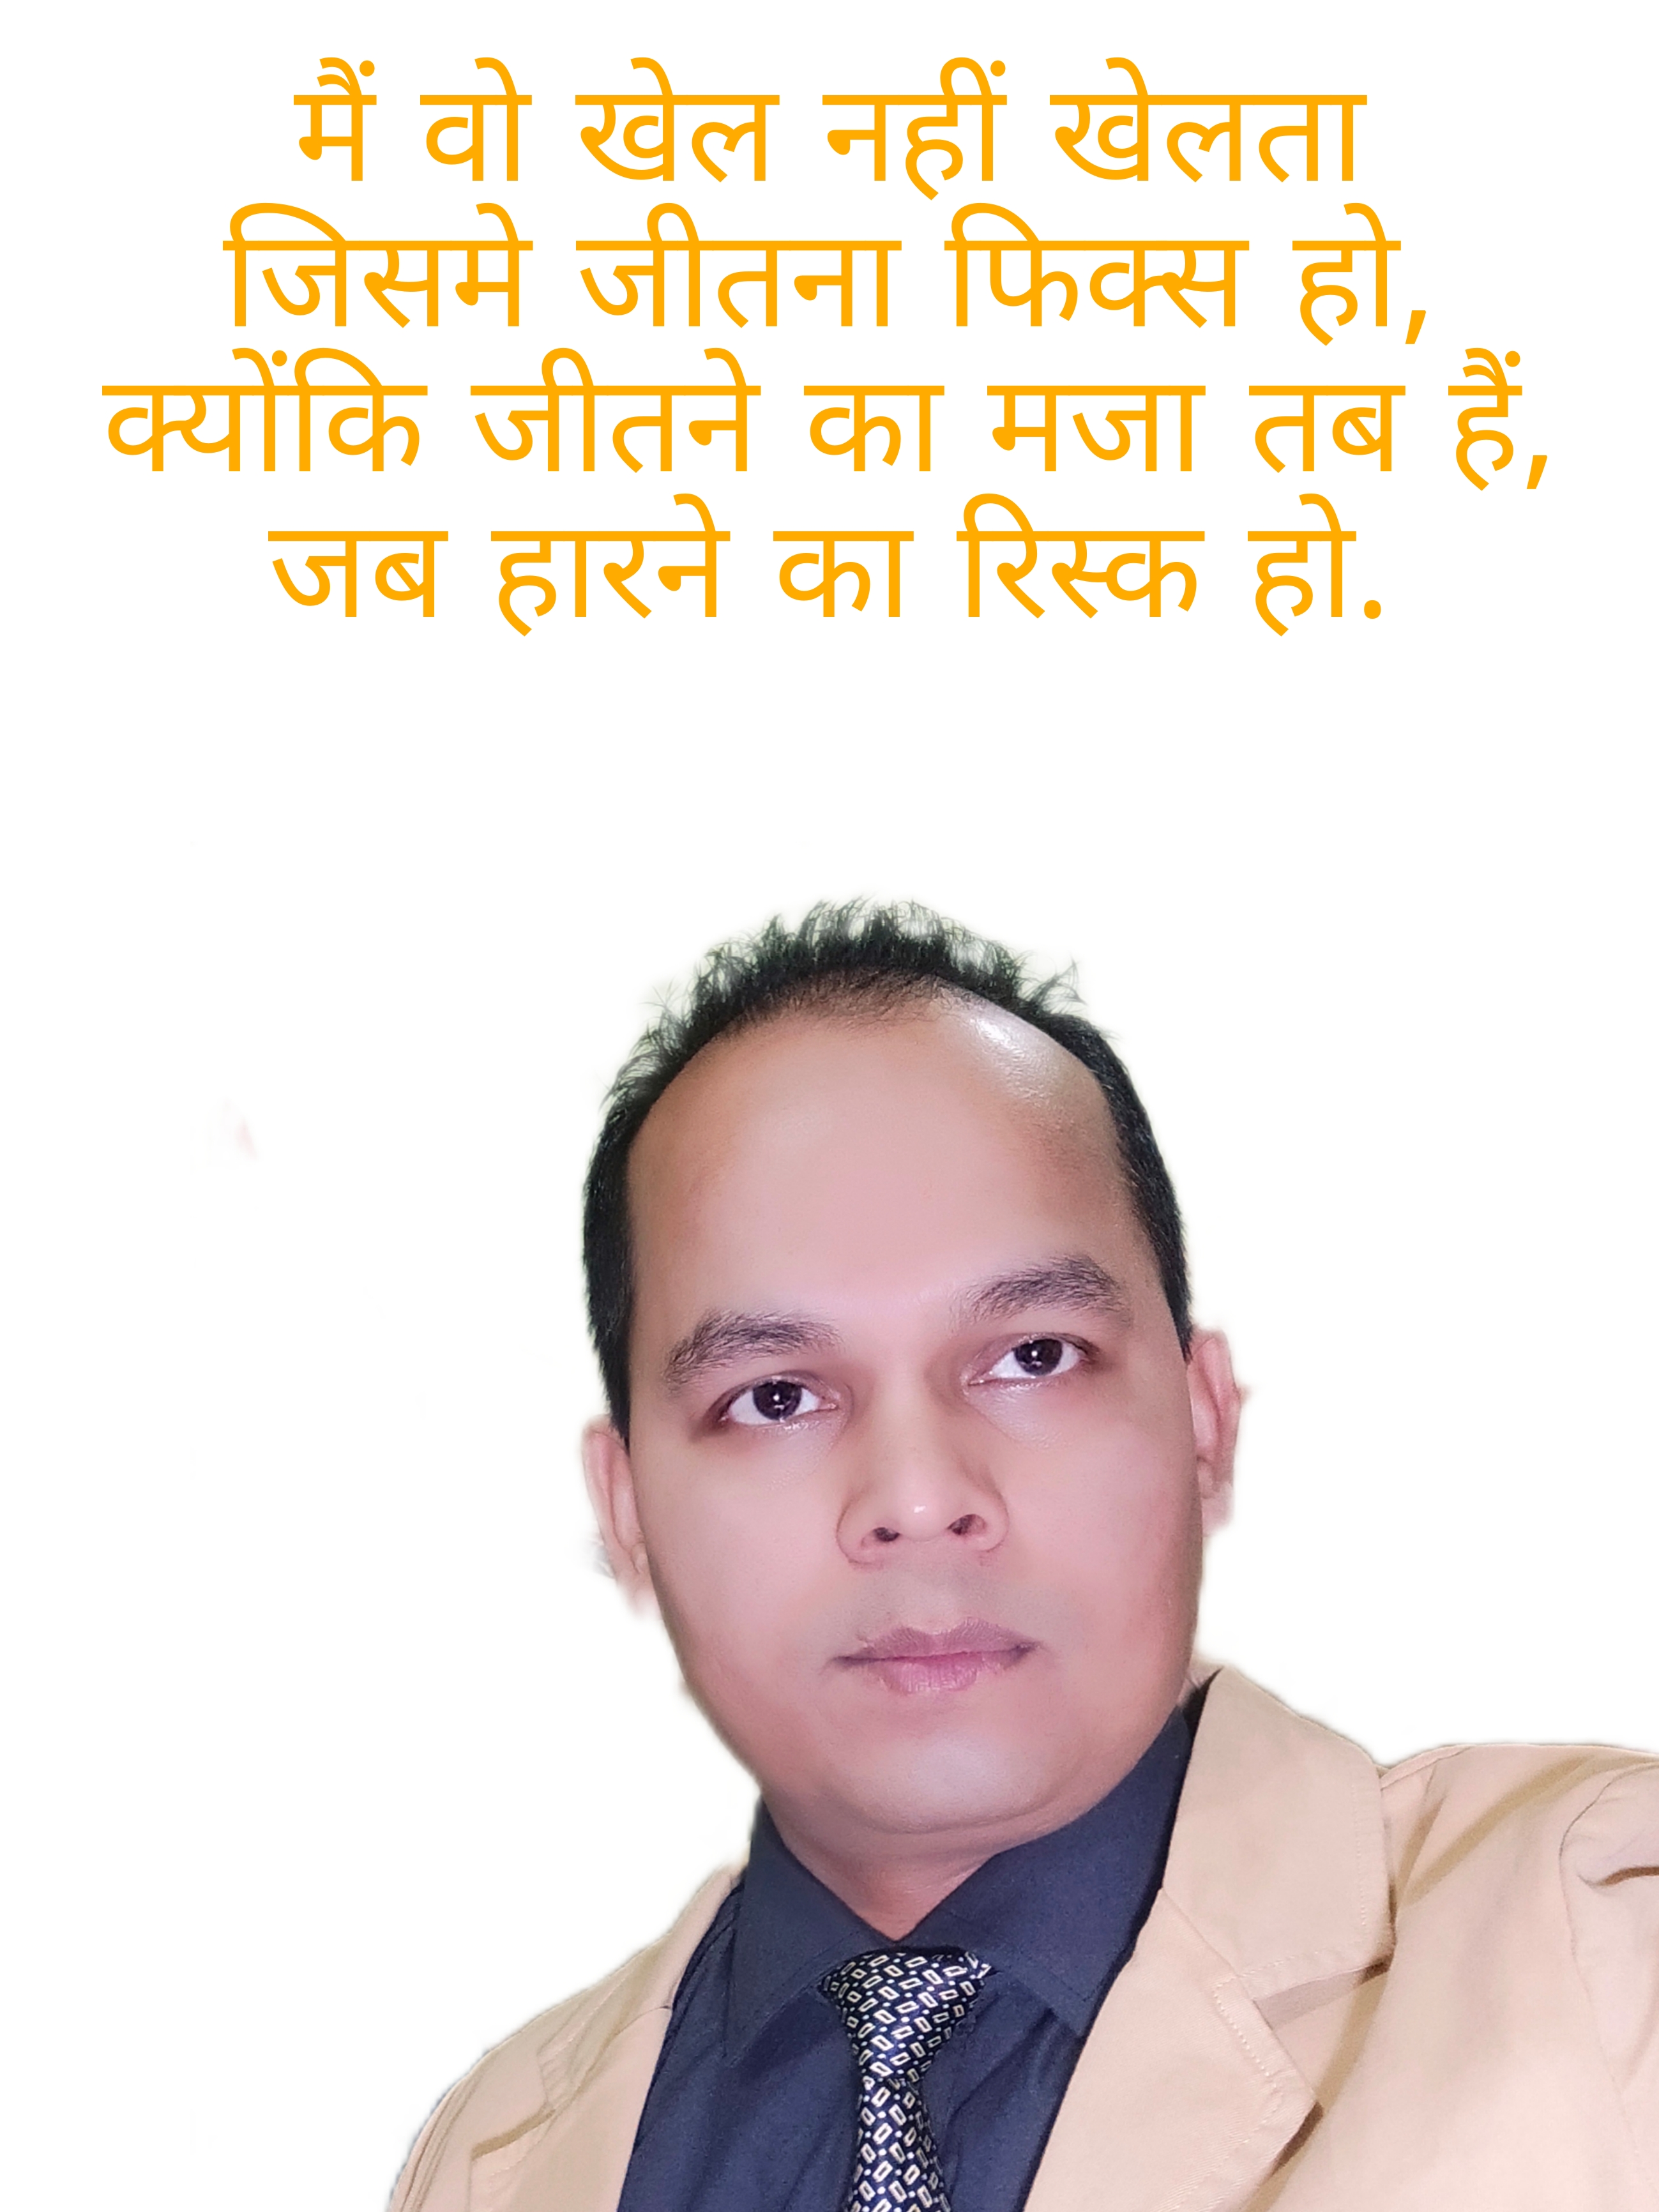 मैं वो खेल नहीं खेलता
जिसमे जीतना फिक्स हो,
क्योंकि जीतने का मजा तब हैं,
जब हारने का रिस्क हो.